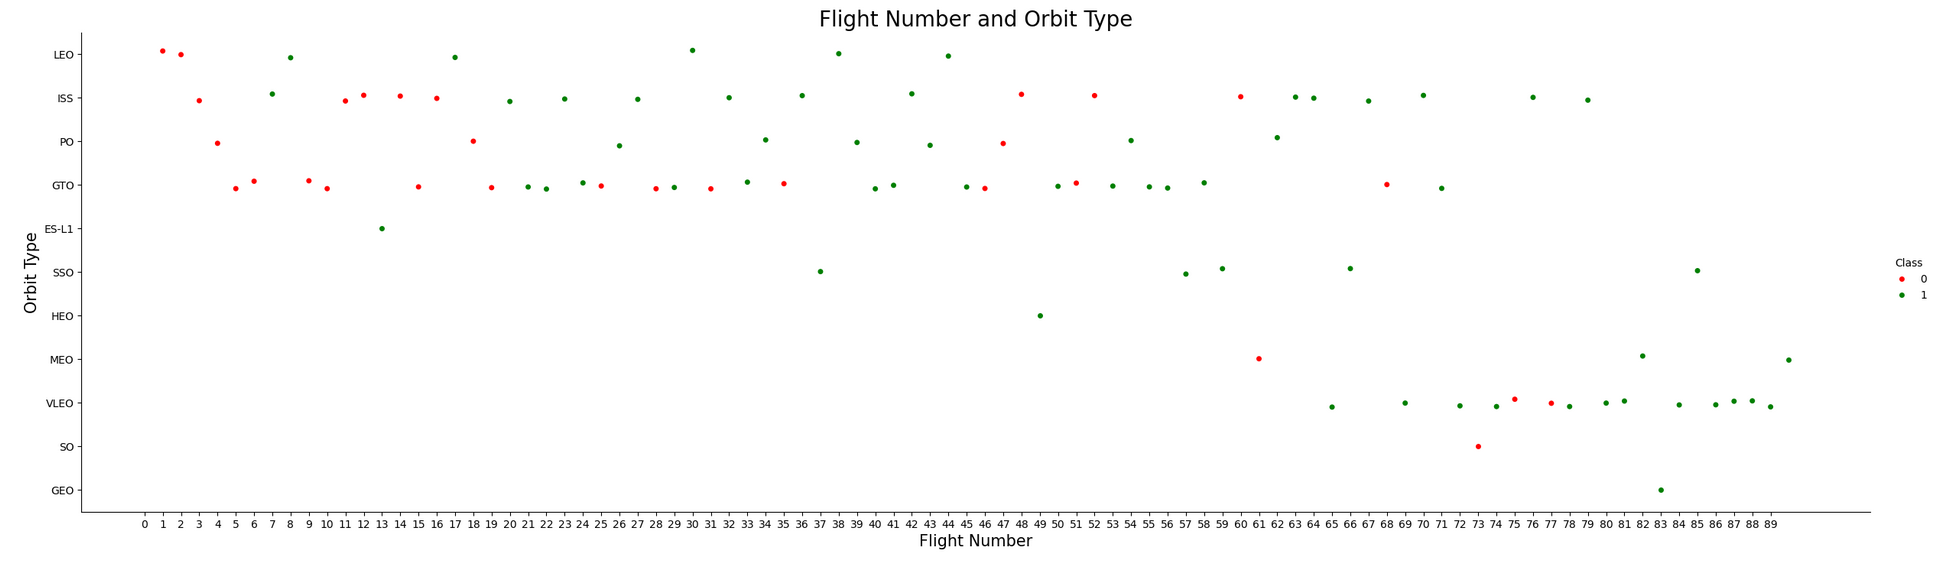 Flight Number and Orbit Type
LEO
ISS
PO
GTO
ES-L1
SSO
HEO
MEO
VLEO
SO
GEO
Orbit Type
0 1 2 3 4 5 6 7 8 9 10 11 12 13 14 15 16 17 18 19 20 21 22 23 24 25 26 27 28 29 30 31 32 33 34 35 36 37 38 39 40 41 42 43 44 45 46 47 48 49 50 51 52 53 54 55 56 57 58 59 60 61 62 63 64 65 66 67 68 69 70 71 72 73 74 75 76 77 78 79 80 81 82 83 84 85 86 87 88 89
Flight Number
Class
0
1